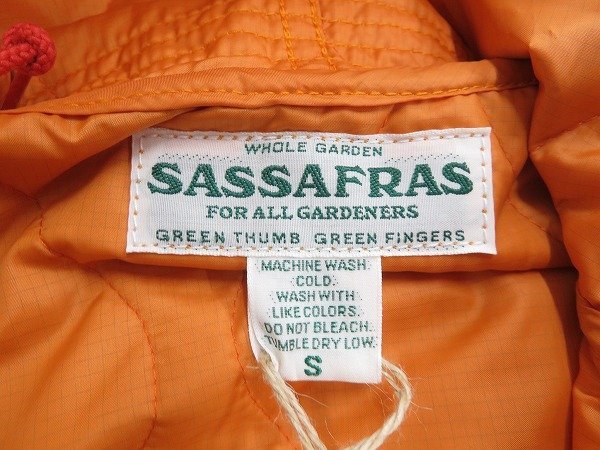 WHOLE GARDEN
SASSAFRAS
FOR ALL GARDENERS
GREEN THUMB GREEN FINGERS
MACHINE WASH
COLD.
WASH WITH
LIKE COLORS.
DO NOT BLEACH.
TUMBLE DRY LOW.
S